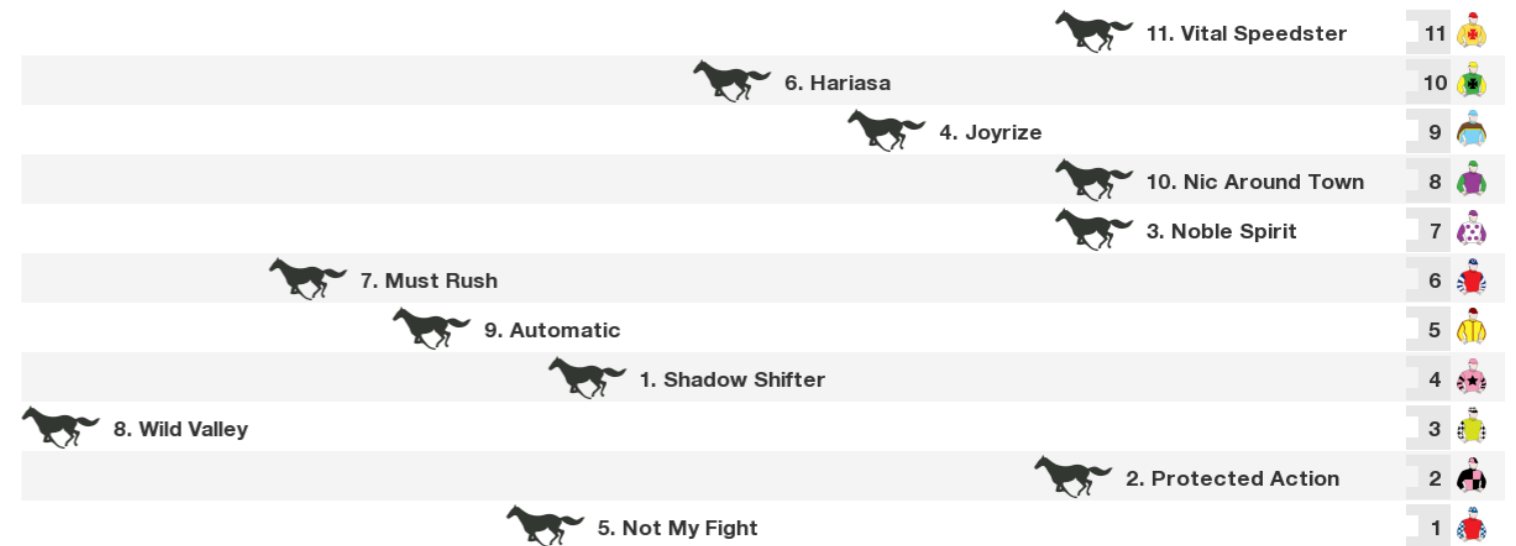 11. Vital Speedster 11
6. Hariasa 10
4. Joyrize 9
10. Nic Around Town 8
3. Noble Spirit 7
7. Must Rush 6
9. Automatic 5
1. Shadow Shifter 4
8. Wild Valley 3
2. Protected Action 2
5. Not My Fight 1